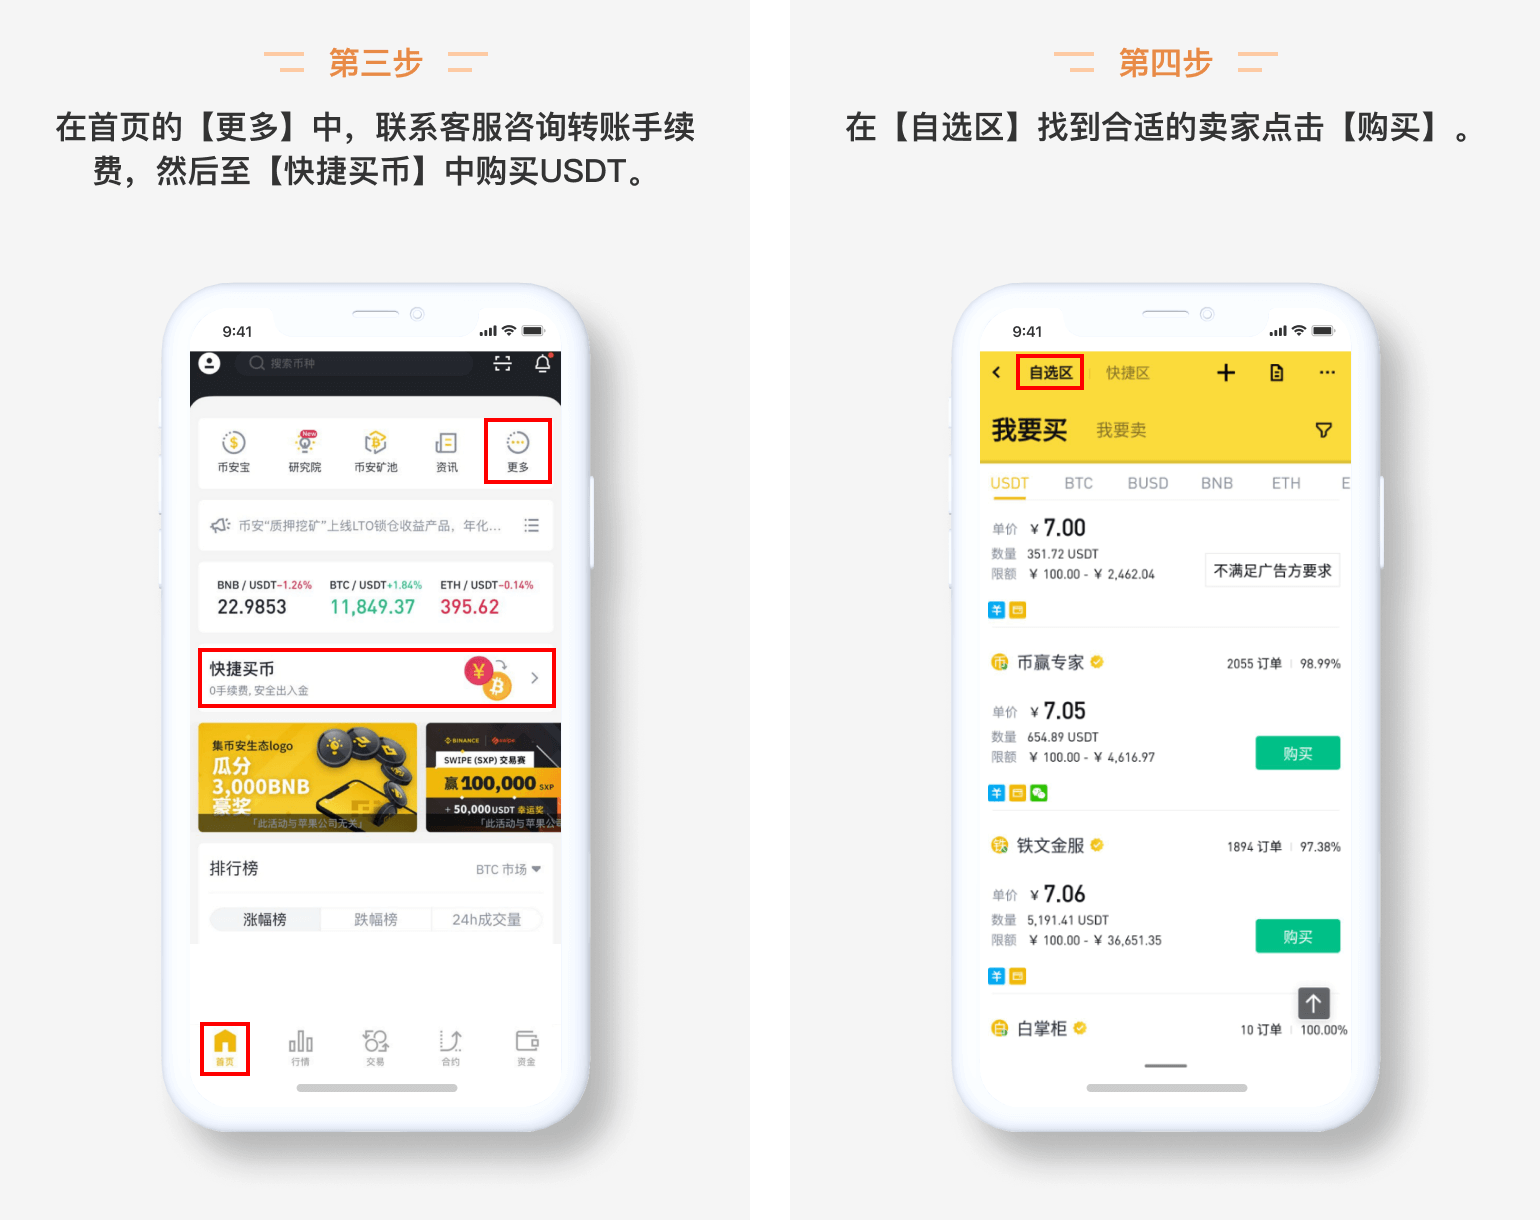 第三步
在首页的【更多】中，联系客服咨询转账手续
费，然后至【快捷买币】中购买USDT。
9:41
搜索币种
New
币安宝
研究院
币安矿池
资讯
更多
币安“质押挖矿”上线LTO锁仓收益产品，年化...
BNB / USDT-1.26%
BTC / USDT+1.84%
ETH / USDT-0.14%
22.9853
11,849.37
395.62
快捷买币
0手续费, 安全出入金
集币安生态logo
瓜分
3,000BNB
豪奖
「此活动与苹果公司无关」
BINANCE
swipe
SWIPE (SXP) 交易赛
赢 100,000 SXP
+ 50,000 USDT 幸运奖
「此活动与苹果公司
排行榜
BTC 市场
涨幅榜
跌幅榜
24h成交量
首页
行情
交易
合约
资金
第四步
在【自选区】找到合适的卖家点击【购买】。
9:41
自选区
快捷区
我要买
我要卖
USDT
BTC
BUSD
BNB
ETH
单价 ¥ 7.00
数量 351.72 USDT
限额 ¥ 100.00 - ¥ 2,462.04
不满足广告方要求
币赢专家
2055 订单 98.99%
单价 ¥ 7.05
数量 654.89 USDT
限额 ¥ 100.00 - ¥ 4,616.97
购买
铁文金服
1894 订单 97.38%
单价 ¥ 7.06
数量 5,191.41 USDT
限额 ¥ 100.00 - ¥ 36,651.35
购买
白掌柜
10 订单 100.00%